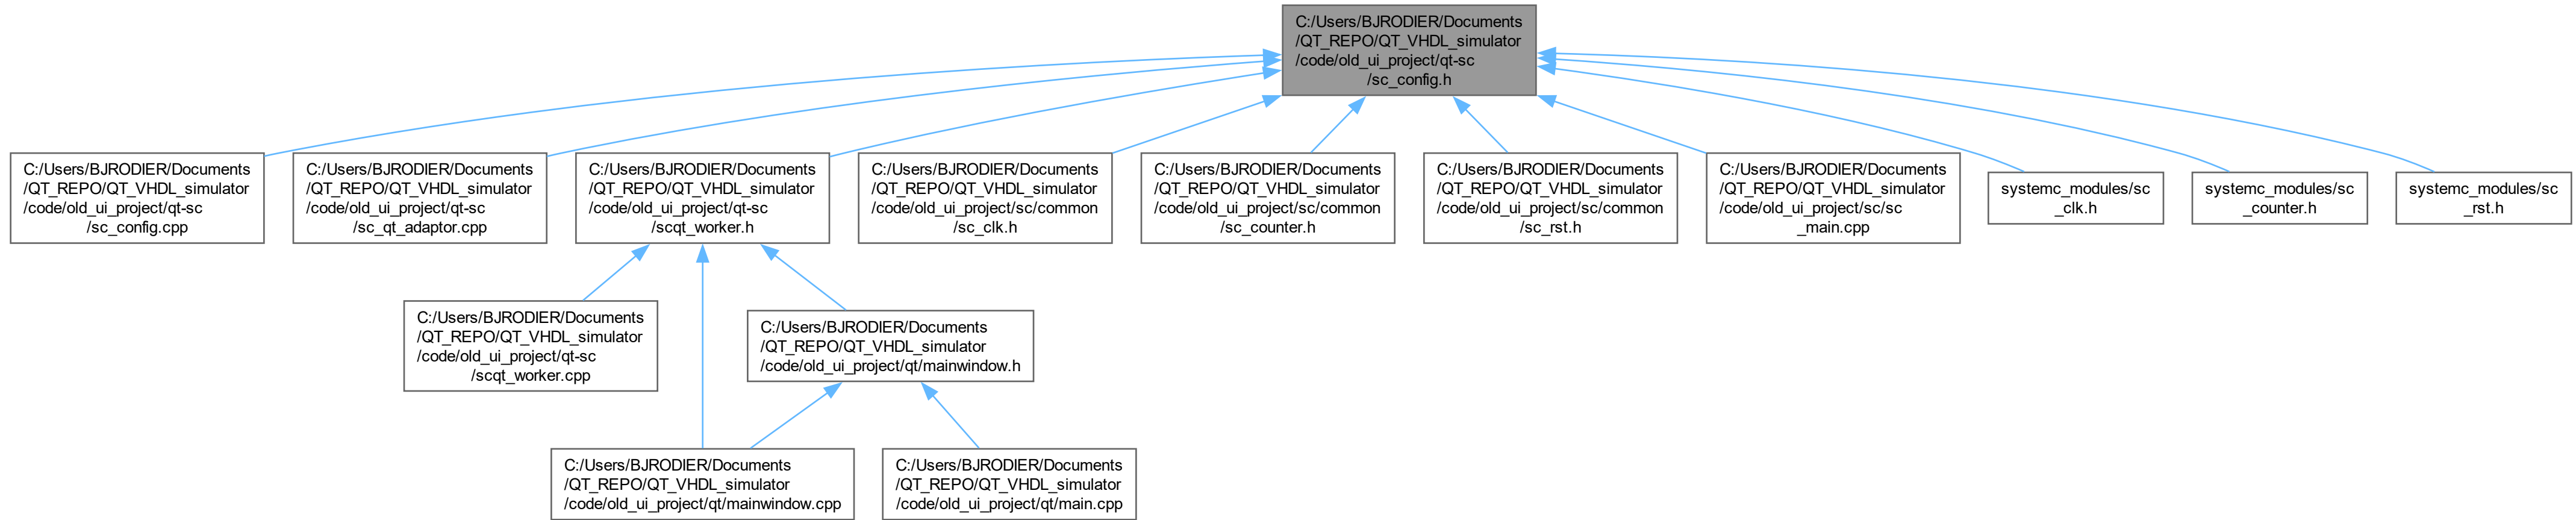 C:/Users/BJRODIER/Documents
/QT_REPO/QT_VHDL_simulator
/code/old_ui_project/qt-sc
/sc_config.h
C:/Users/BJRODIER/Documents
/QT_REPO/QT_VHDL_simulator
/code/old_ui_project/qt-sc
/sc_config.cpp
C:/Users/BJRODIER/Documents
/QT_REPO/QT_VHDL_simulator
/code/old_ui_project/qt-sc
/sc_qt_adaptor.cpp
C:/Users/BJRODIER/Documents
/QT_REPO/QT_VHDL_simulator
/code/old_ui_project/qt-sc
/scqt_worker.h
C:/Users/BJRODIER/Documents
/QT_REPO/QT_VHDL_simulator
/code/old_ui_project/sc/common
/sc_clk.h
C:/Users/BJRODIER/Documents
/QT_REPO/QT_VHDL_simulator
/code/old_ui_project/sc/common
/sc_counter.h
C:/Users/BJRODIER/Documents
/QT_REPO/QT_VHDL_simulator
/code/old_ui_project/sc/common
/sc_rst.h
C:/Users/BJRODIER/Documents
/QT_REPO/QT_VHDL_simulator
/code/old_ui_project/sc/sc
_main.cpp
systemc_modules/sc
_clk.h
systemc_modules/sc
_counter.h
systemc_modules/sc
_rst.h
C:/Users/BJRODIER/Documents
/QT_REPO/QT_VHDL_simulator
/code/old_ui_project/qt-sc
/scqt_worker.cpp
C:/Users/BJRODIER/Documents
/QT_REPO/QT_VHDL_simulator
/code/old_ui_project/qt/mainwindow.h
C:/Users/BJRODIER/Documents
/QT_REPO/QT_VHDL_simulator
/code/old_ui_project/qt/mainwindow.cpp
C:/Users/BJRODIER/Documents
/QT_REPO/QT_VHDL_simulator
/code/old_ui_project/qt/main.cpp